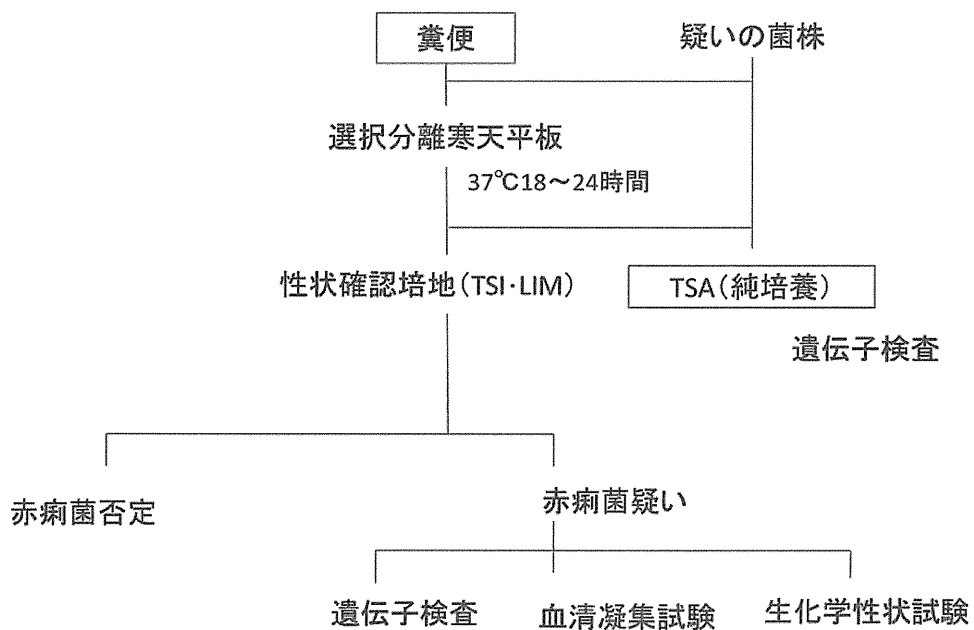 糞便
疑いの菌株
選択分離寒天平板
37℃18～24時間
性状確認培地(TSI･LIM)
TSA(純培養)
遺伝子検査
赤痢菌否定
赤痢菌疑い
遺伝子検査
血清凝集試験
生化学性状試験